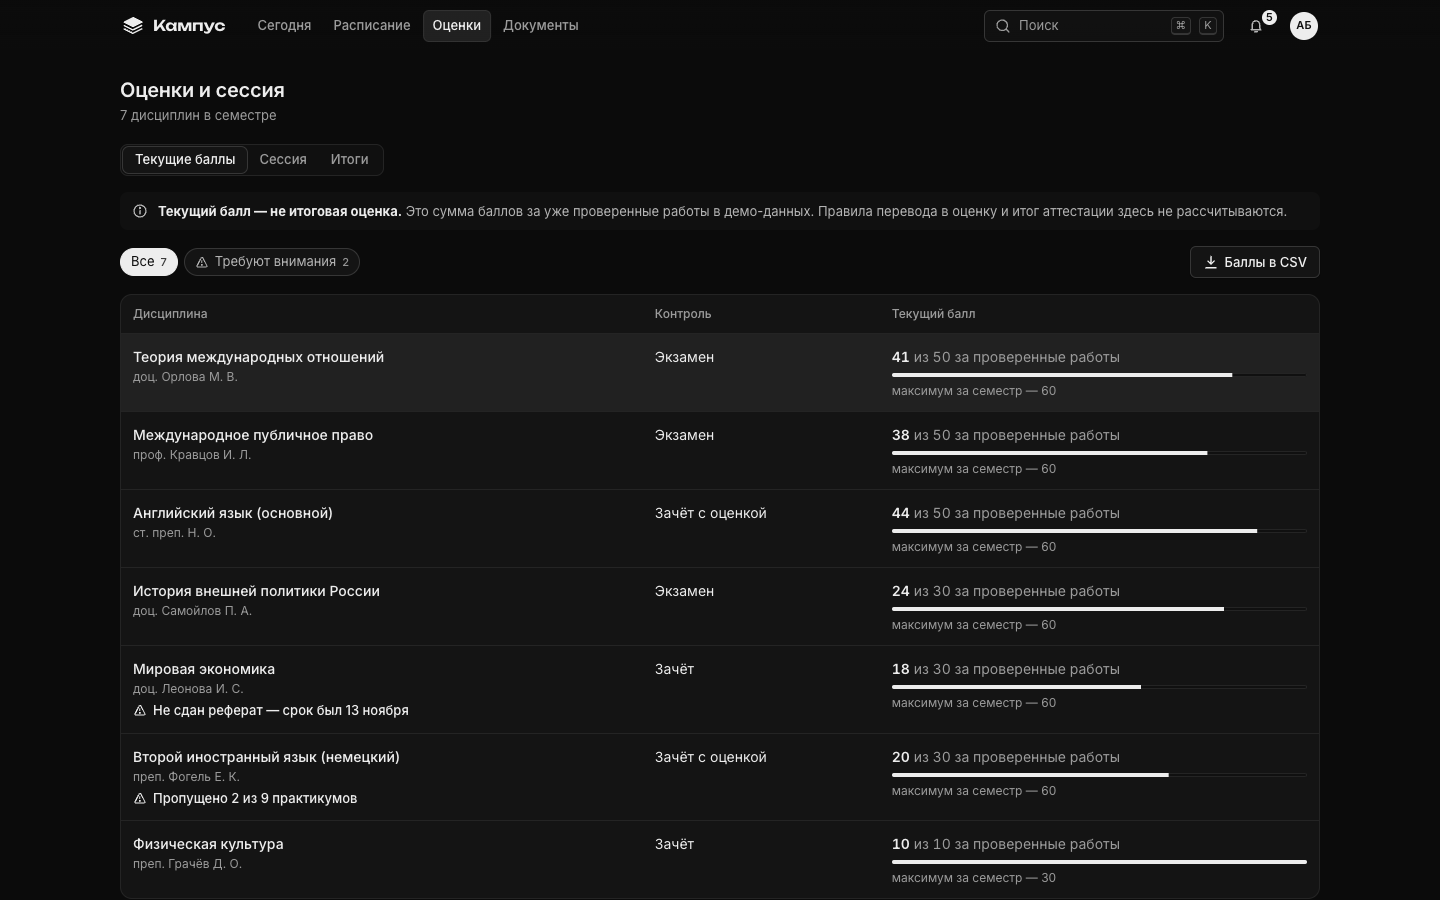 Кампус
Сегодня Расписание Оценки Документы
Поиск ⌘ K
5
АБ
Оценки и сессия
7 дисциплин в семестре
Текущие баллы Сессия Итоги
Текущий балл — не итоговая оценка. Это сумма баллов за уже проверенные работы в демо-данных. Правила перевода в оценку и итог аттестации здесь не рассчитываются.
Все 7 Требуют внимания 2
Баллы в CSV
Дисциплина Контроль Текущий балл
Теория международных отношений Экзамен 41 из 50 за проверенные работы
доц. Орлова М. В.
максимум за семестр — 60
Международное публичное право Экзамен 38 из 50 за проверенные работы
проф. Кравцов И. Л.
максимум за семестр — 60
Английский язык (основной) Зачёт с оценкой 44 из 50 за проверенные работы
ст. преп. Н. О.
максимум за семестр — 60
История внешней политики России Экзамен 24 из 30 за проверенные работы
доц. Самойлов П. А.
максимум за семестр — 60
Мировая экономика Зачёт 18 из 30 за проверенные работы
доц. Леонова И. С.
максимум за семестр — 60
Не сдан реферат — срок был 13 ноября
Второй иностранный язык (немецкий) Зачёт с оценкой 20 из 30 за проверенные работы
преп. Фогель Е. К.
максимум за семестр — 60
Пропущено 2 из 9 практикумов
Физическая культура Зачёт 10 из 10 за проверенные работы
преп. Грачёв Д. О.
максимум за семестр — 30